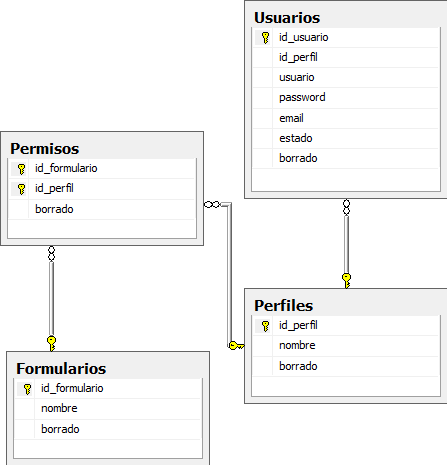 Usuarios
id_usuario
id_perfil
usuario
password
email
estado
borrado
Permisos
id_formulario
id_perfil
borrado
Perfiles
id_perfil
nombre
borrado
Formularios
id_formulario
nombre
borrado